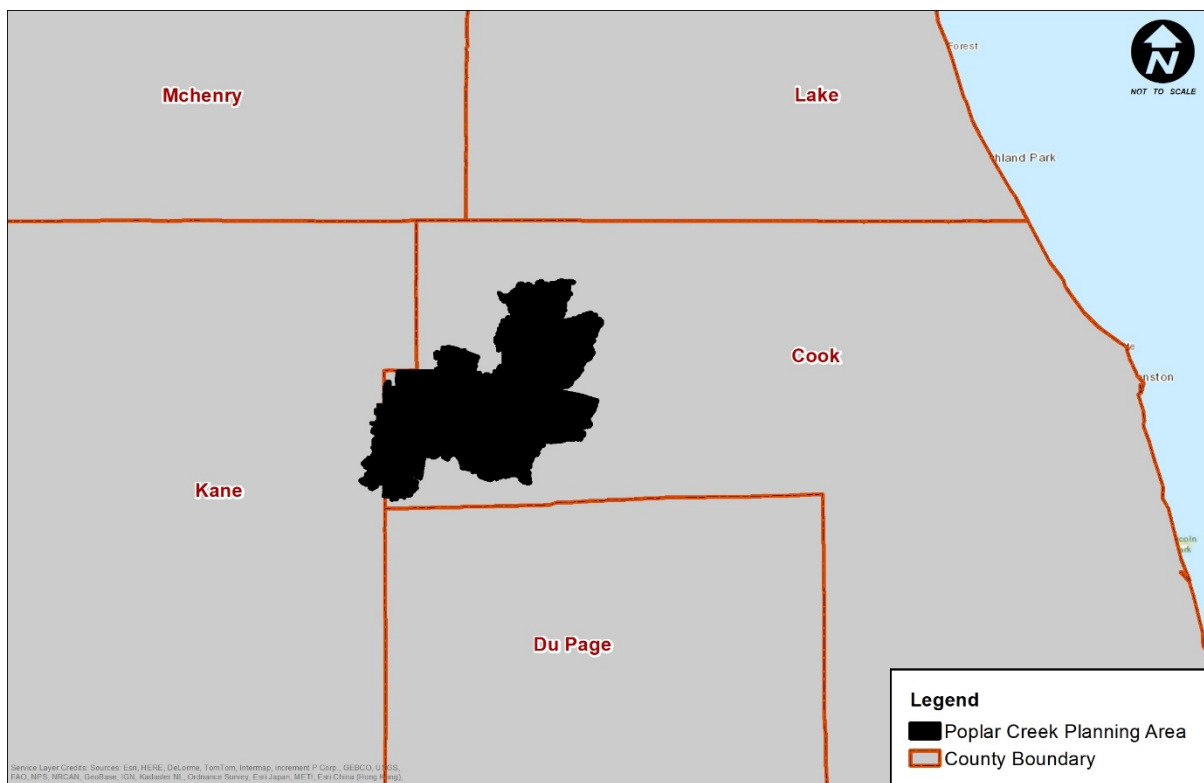 Forest
Mchenry
Lake
N
NOT TO SCALE
hland Park
Cook
nston
Kane
coln
ark
Du Page
Legend
Poplar Creek Planning Area
County Boundary
Service Layer Credits: Sources: Esri, HERE, DeLorme, TomTom, Intermap, increment P Corp., GEBCO, USGS,
FAO, NPS, NRCAN, GeoBase, IGN, Kadaster NL, Ordnance Survey, Esri Japan, METI, Esri China (Hong Kong),